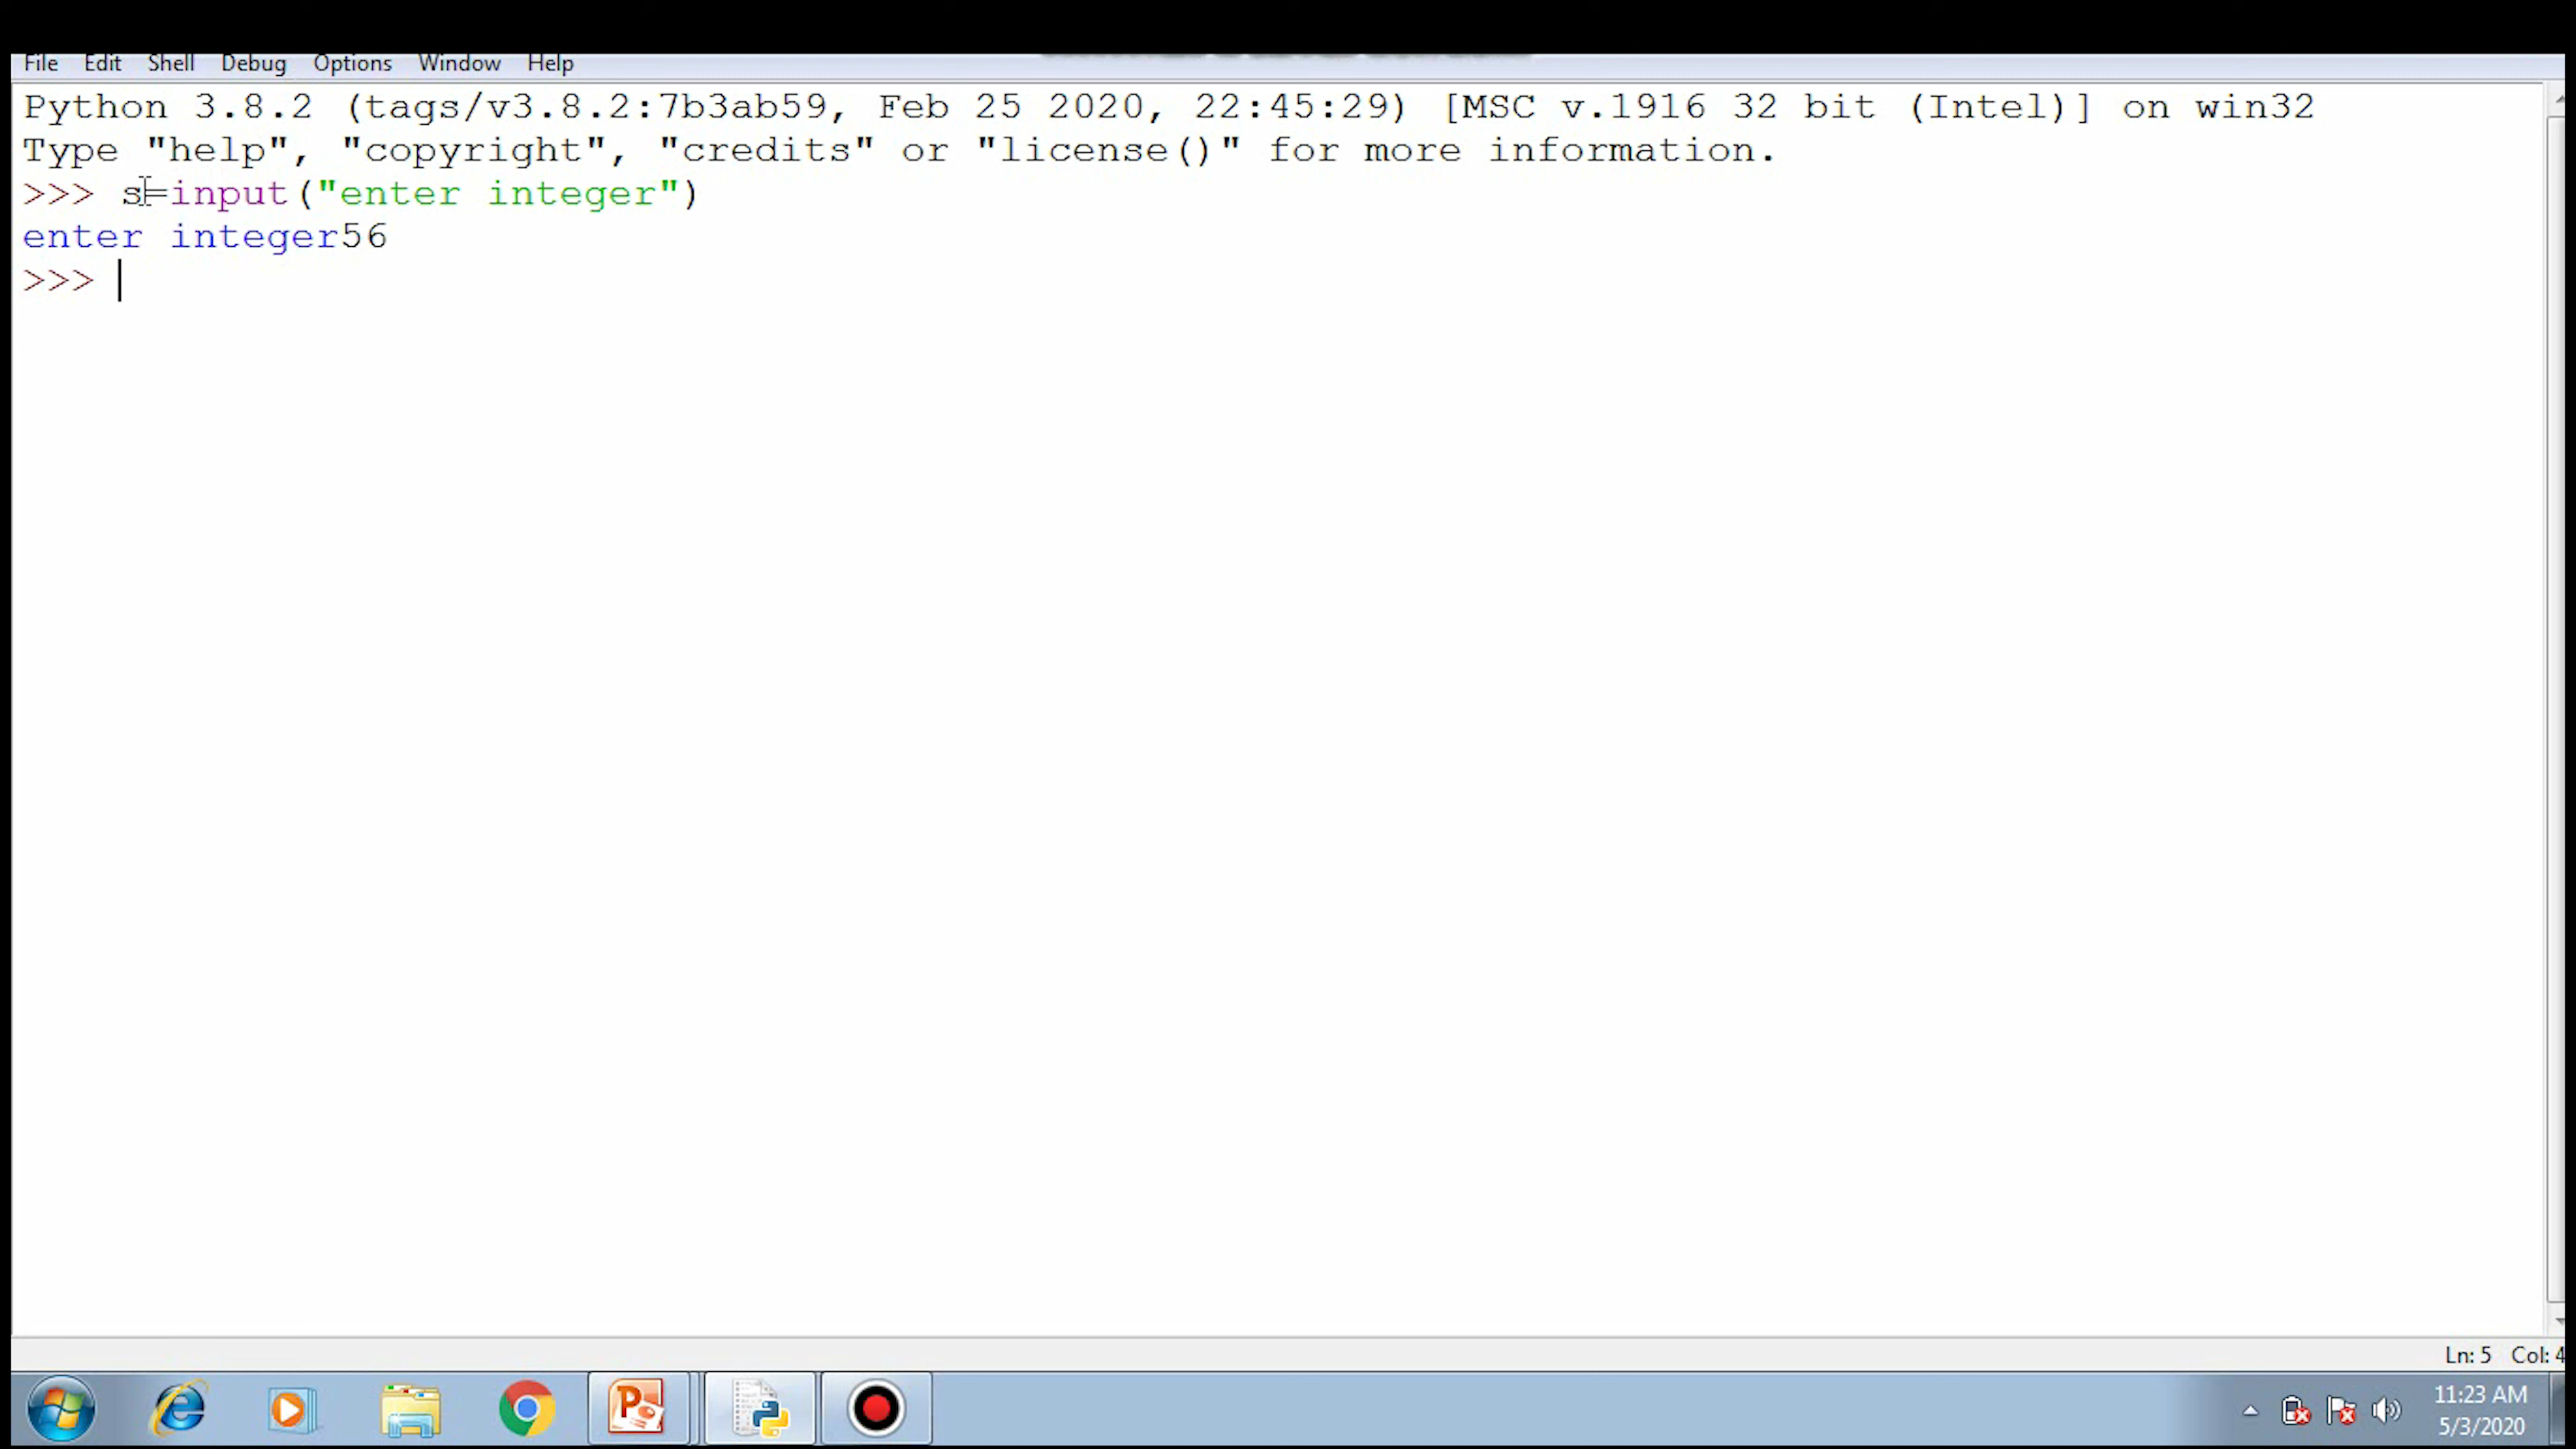 File Edit Shell Debug Options Window Help
Python 3.8.2 (tags/v3.8.2:7b3ab59, Feb 25 2020, 22:45:29) [MSC v.1916 32 bit (Intel)] on win32
Type "help", "copyright", "credits" or "license()" for more information.
>>> s=input("enter integer")
enter integer56
>>>
Ln: 5 Col: 4
11:23 AM
5/3/2020